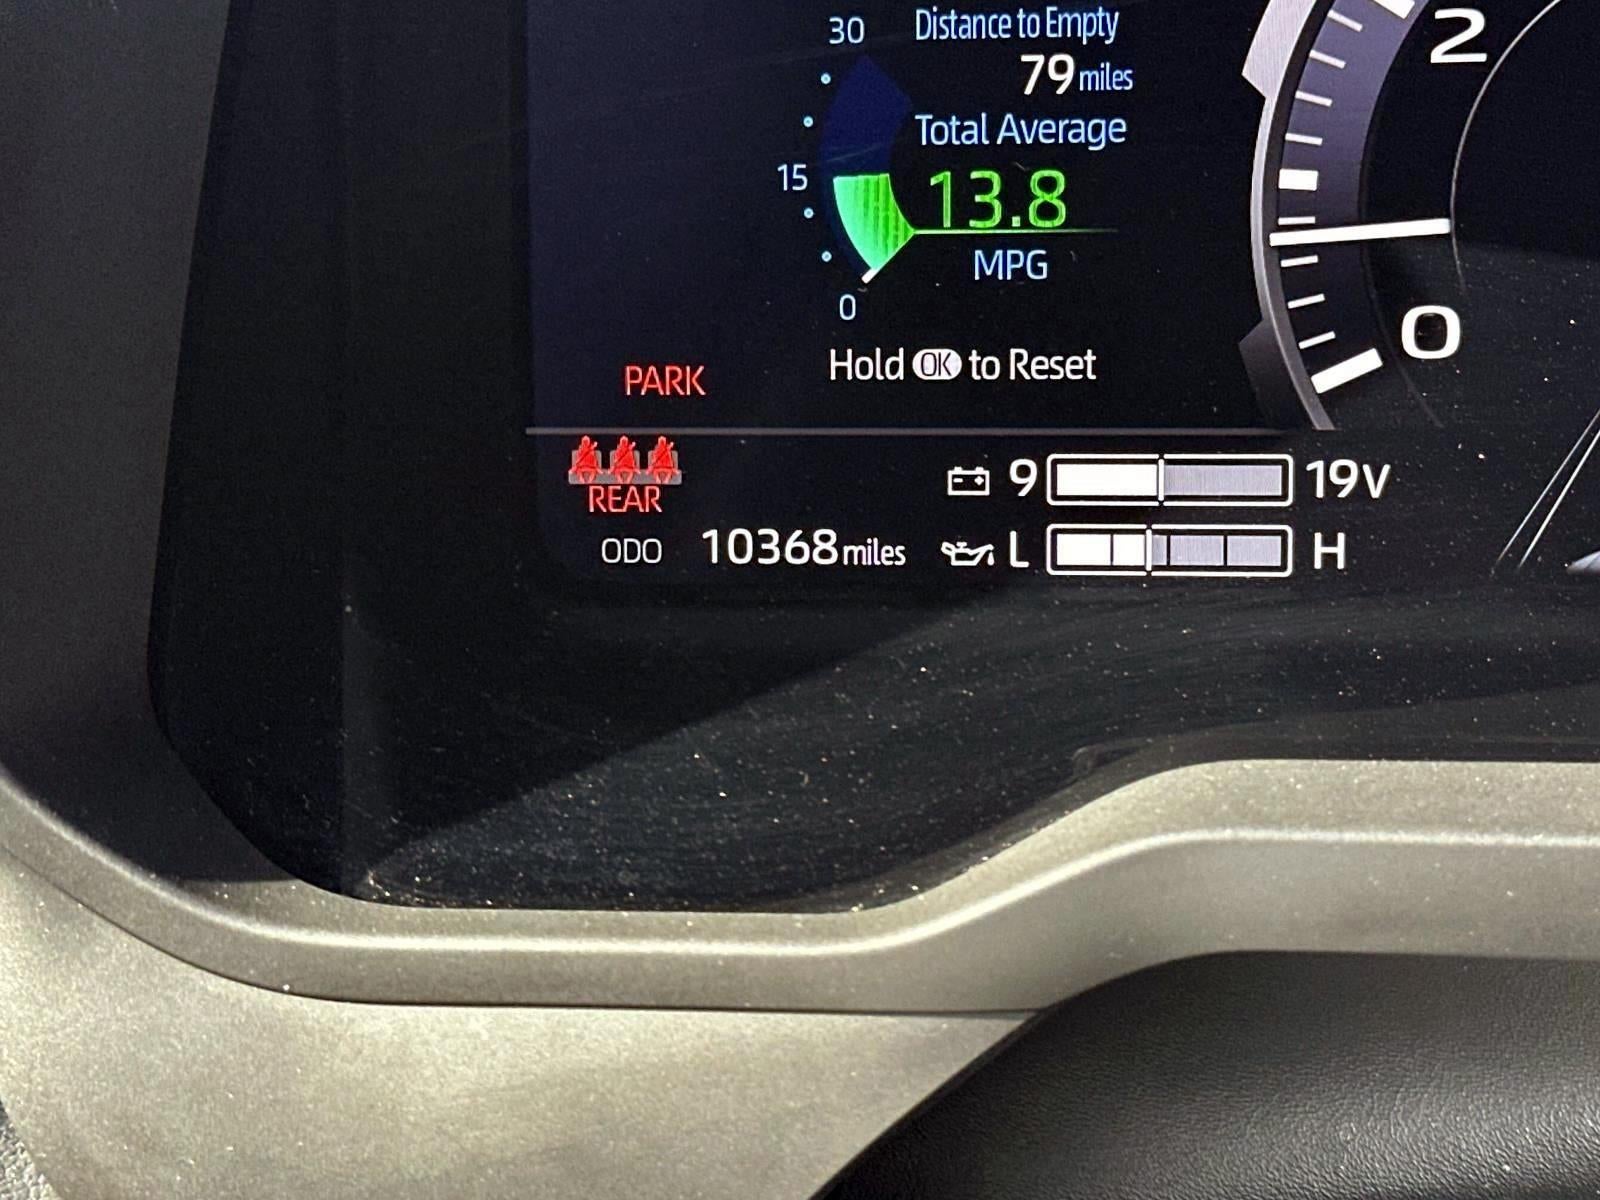 30
Distance to Empty
79 miles
Total Average
15
13.8
MPG
0
Hold OK to Reset
PARK
REAR
ODO 10368 miles
9 19V
L H
2
0